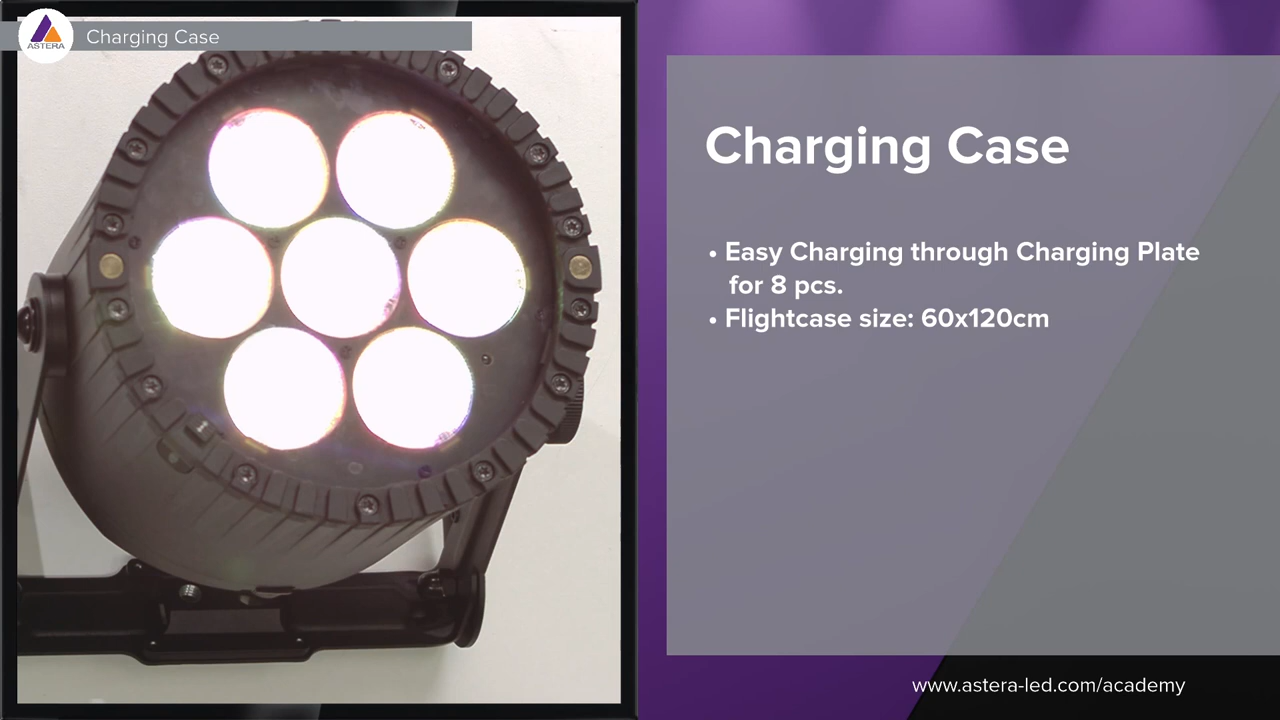 ASTERA
Charging Case
Charging Case
• Easy Charging through Charging Plate
for 8 pcs.
• Flightcase size: 60x120cm
www.astera-led.com/academy